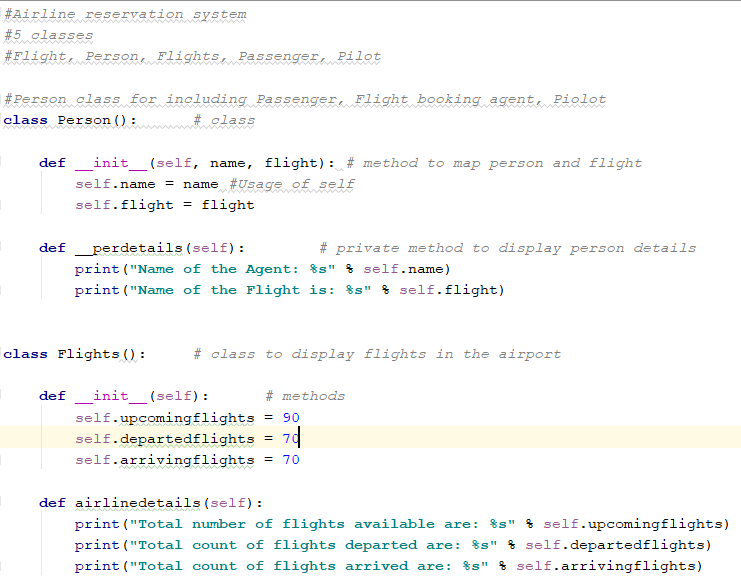 #Airline reservation system
#5 classes
#Flight, Person, Flights, Passenger, Pilot
#Person class for including Passenger, Flight booking agent, Piolot
class Person():      # class
    def __init__(self, name, flight): # method to map person and flight
        self.name = name #Usage of self
        self.flight = flight
    def __perdetails(self):        # private method to display person details
        print("Name of the Agent: %s" % self.name)
        print("Name of the Flight is: %s" % self.flight)
class Flights():     # class to display flights in the airport
    def __init__(self):      # methods
        self.upcomingflights = 90
        self.departedflights = 70
        self.arrivingflights = 70
    def airlinedetails(self):
        print("Total number of flights available are: %s" % self.upcomingflights)
        print("Total count of flights departed are: %s" % self.departedflights)
        print("Total count of flights arrived are: %s" % self.arrivingflights)